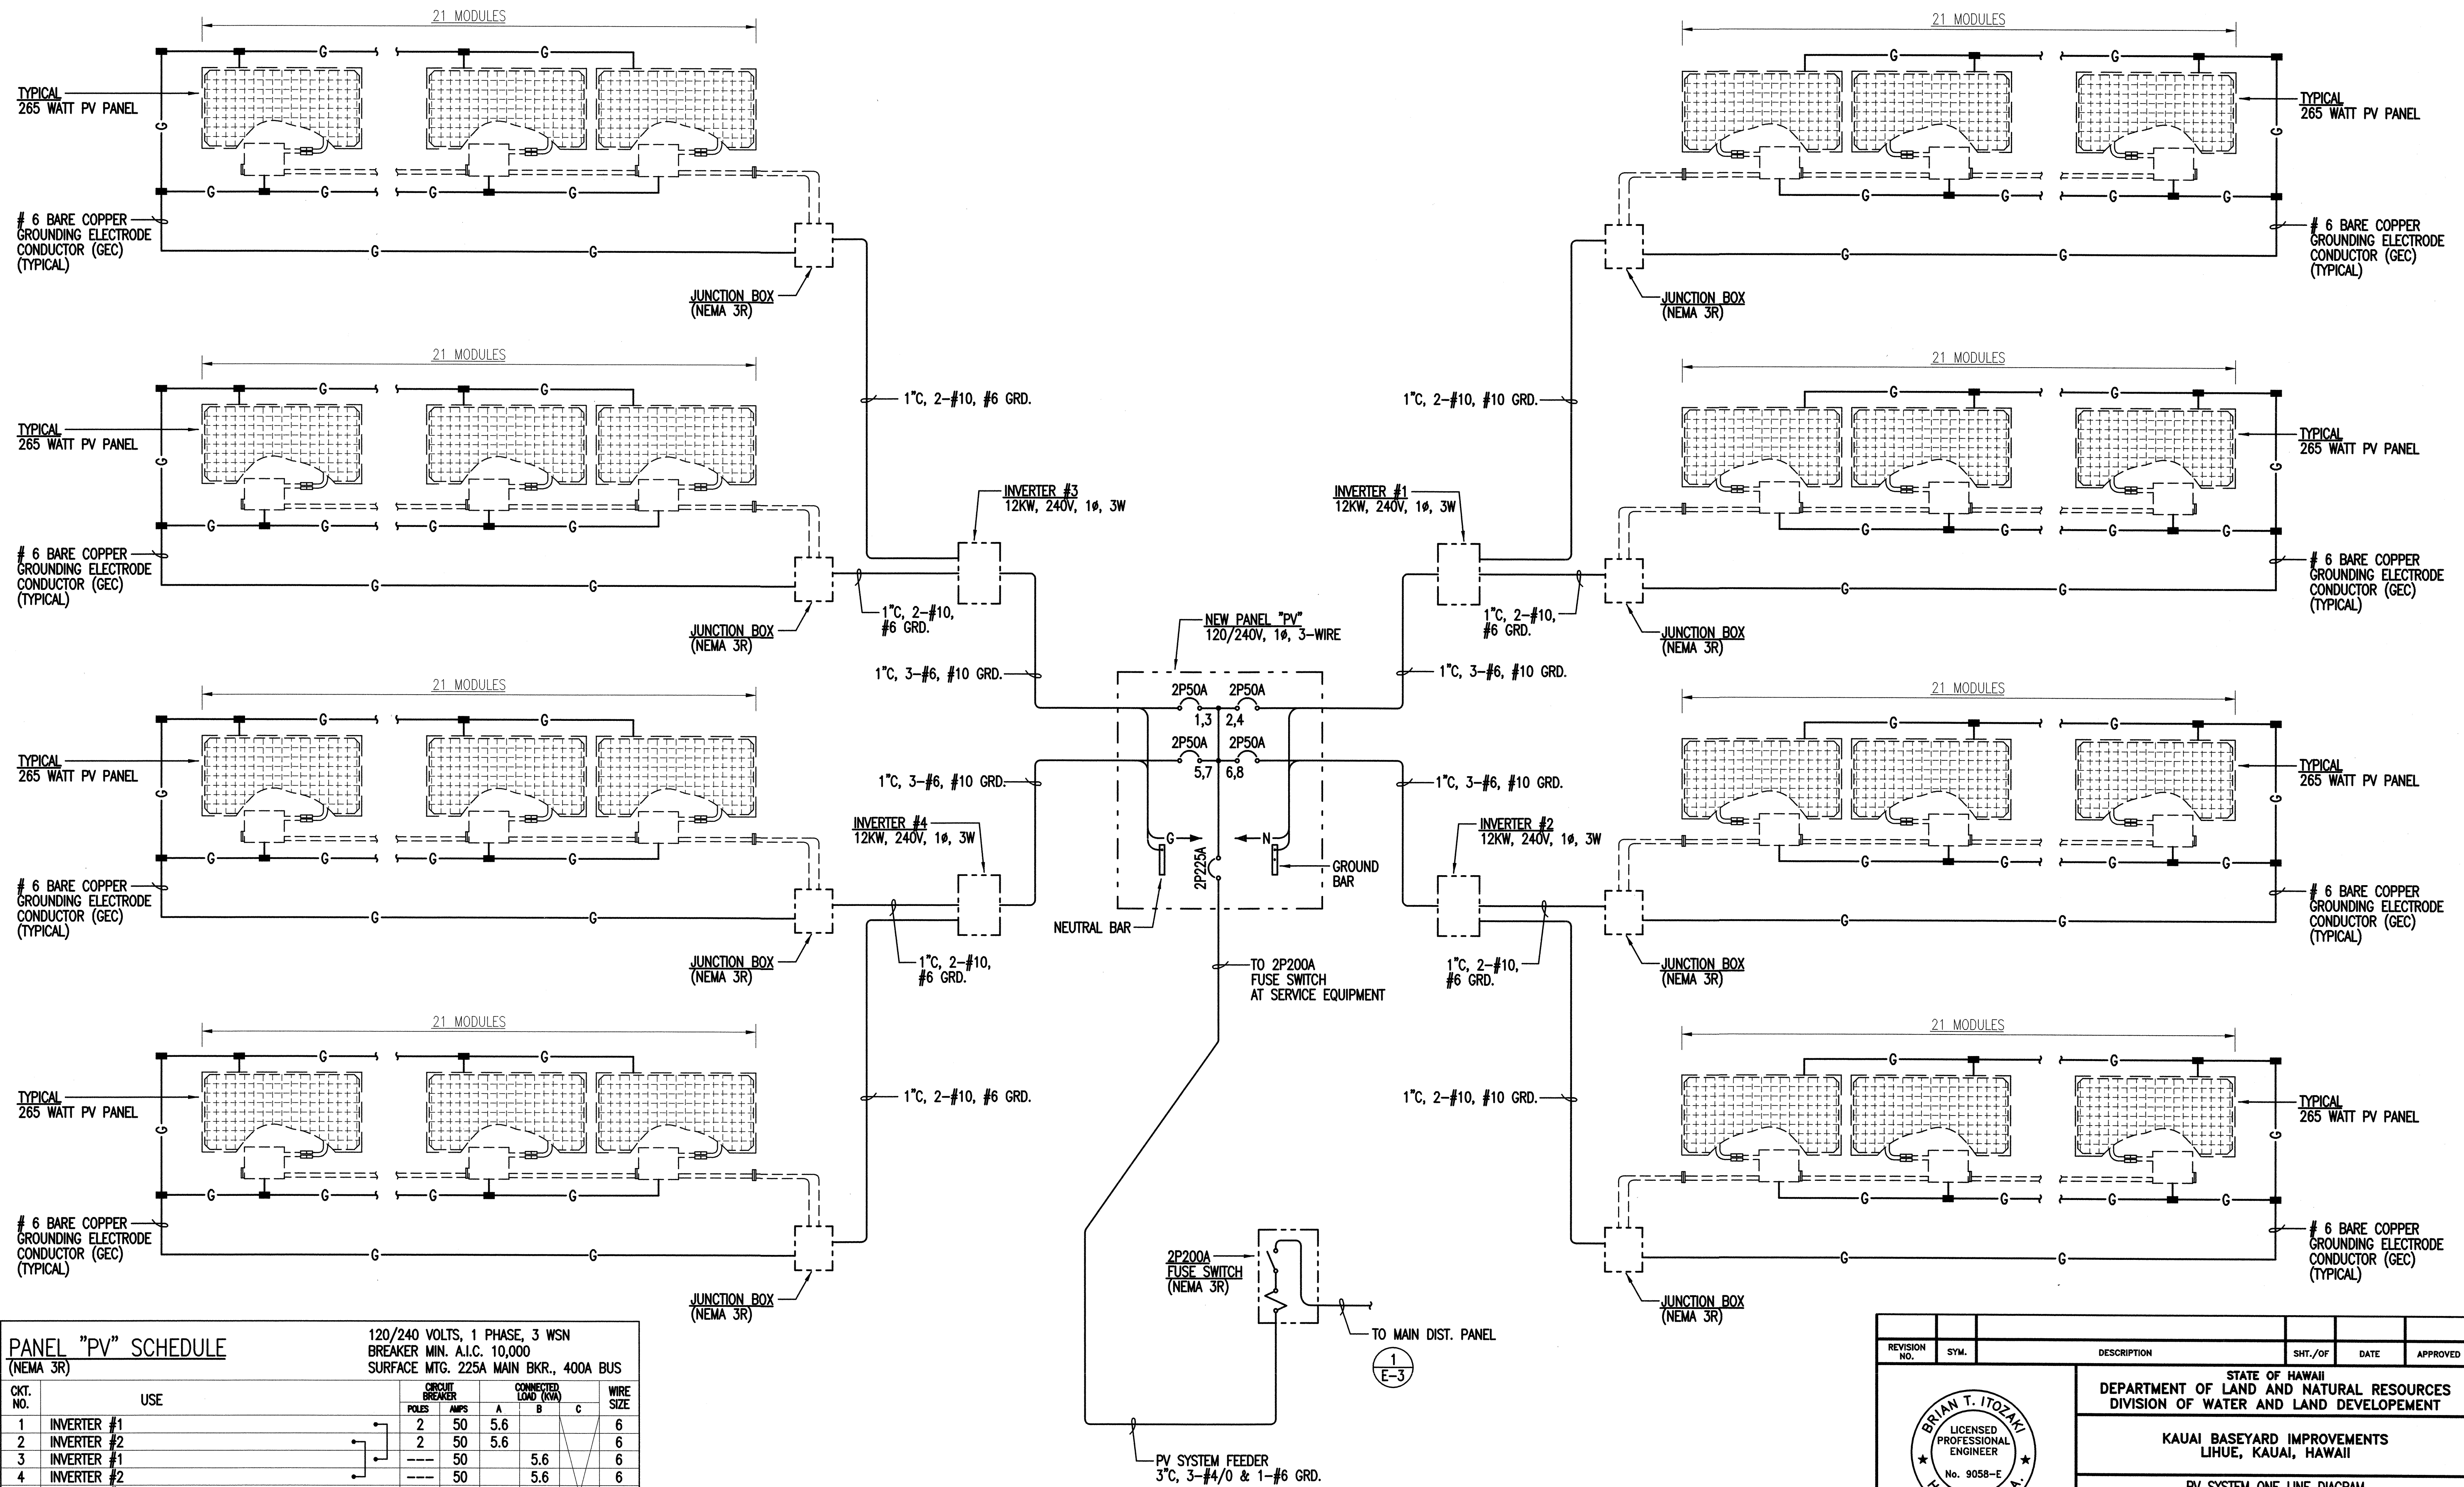 21 MODULES
TYPICAL
265 WATT PV PANEL
G G
G
G G G G
# 6 BARE COPPER
GROUNDING ELECTRODE
CONDUCTOR (GEC)
(TYPICAL)
G G
JUNCTION BOX
(NEMA 3R)
21 MODULES
TYPICAL
265 WATT PV PANEL
G G
G
G G G G
# 6 BARE COPPER
GROUNDING ELECTRODE
CONDUCTOR (GEC)
(TYPICAL)
G G
JUNCTION BOX
(NEMA 3R)
21 MODULES
TYPICAL
265 WATT PV PANEL
G G
G
G G G G
# 6 BARE COPPER
GROUNDING ELECTRODE
CONDUCTOR (GEC)
(TYPICAL)
G G
JUNCTION BOX
(NEMA 3R)
21 MODULES
TYPICAL
265 WATT PV PANEL
G G
G
G G G G
# 6 BARE COPPER
GROUNDING ELECTRODE
CONDUCTOR (GEC)
(TYPICAL)
G G
JUNCTION BOX
(NEMA 3R)
1"C, 2-#10, #6 GRD.
INVERTER #3
12KW, 240V, 1ø, 3W
1"C, 2-#10,
#6 GRD.
1"C, 3-#6, #10 GRD.
1"C, 3-#6, #10 GRD.
INVERTER #4
12KW, 240V, 1ø, 3W
1"C, 2-#10,
#6 GRD.
1"C, 2-#10, #6 GRD.
NEW PANEL "PV"
120/240V, 1ø, 3-WIRE
2P50A 2P50A
1,3 2,4
2P50A 2P50A
5,7 6,8
G N
2P225A
GROUND
BAR
NEUTRAL BAR
TO 2P200A
FUSE SWITCH
AT SERVICE EQUIPMENT
2P200A
FUSE SWITCH
(NEMA 3R)
TO MAIN DIST. PANEL
1
E-3
PV SYSTEM FEEDER
3"C, 3-#4/0 & 1-#6 GRD.
1"C, 2-#10, #10 GRD.
INVERTER #1
12KW, 240V, 1ø, 3W
1"C, 2-#10,
#6 GRD.
1"C, 3-#6, #10 GRD.
1"C, 3-#6, #10 GRD.
INVERTER #2
12KW, 240V, 1ø, 3W
1"C, 2-#10,
#6 GRD.
1"C, 2-#10, #10 GRD.
21 MODULES
G G
TYPICAL
265 WATT PV PANEL
G
G G G G
# 6 BARE COPPER
GROUNDING ELECTRODE
CONDUCTOR (GEC)
(TYPICAL)
G G
JUNCTION BOX
(NEMA 3R)
21 MODULES
G G
TYPICAL
265 WATT PV PANEL
G
G G G G
# 6 BARE COPPER
GROUNDING ELECTRODE
CONDUCTOR (GEC)
(TYPICAL)
G G
JUNCTION BOX
(NEMA 3R)
21 MODULES
G G
TYPICAL
265 WATT PV PANEL
G
G G G G
# 6 BARE COPPER
GROUNDING ELECTRODE
CONDUCTOR (GEC)
(TYPICAL)
G G
JUNCTION BOX
(NEMA 3R)
21 MODULES
G G
TYPICAL
265 WATT PV PANEL
G
G G G G
# 6 BARE COPPER
GROUNDING ELECTRODE
CONDUCTOR (GEC)
(TYPICAL)
G G
JUNCTION BOX
(NEMA 3R)
PANEL "PV" SCHEDULE
(NEMA 3R)
120/240 VOLTS, 1 PHASE, 3 WSN
BREAKER MIN. A.I.C. 10,000
SURFACE MTG. 225A MAIN BKR., 400A BUS
CKT. NO. USE CIRCUIT BREAKER CONNECTED LOAD (KVA) WIRE SIZE
POLES AMPS A B C
1 INVERTER #1 2 50 5.6 6
2 INVERTER #2 2 50 5.6 6
3 INVERTER #1 --- 50 5.6 6
4 INVERTER #2 --- 50 5.6 6
REVISION NO. SYM. DESCRIPTION SHT./OF DATE APPROVED
STATE OF HAWAII
DEPARTMENT OF LAND AND NATURAL RESOURCES
DIVISION OF WATER AND LAND DEVELOPEMENT
KAUAI BASEYARD IMPROVEMENTS
LIHUE, KAUAI, HAWAII
PV SYSTEM ONE LINE DIAGRAM
BRIAN T. ITOZAKI
LICENSED
PROFESSIONAL
ENGINEER
No. 9058-E